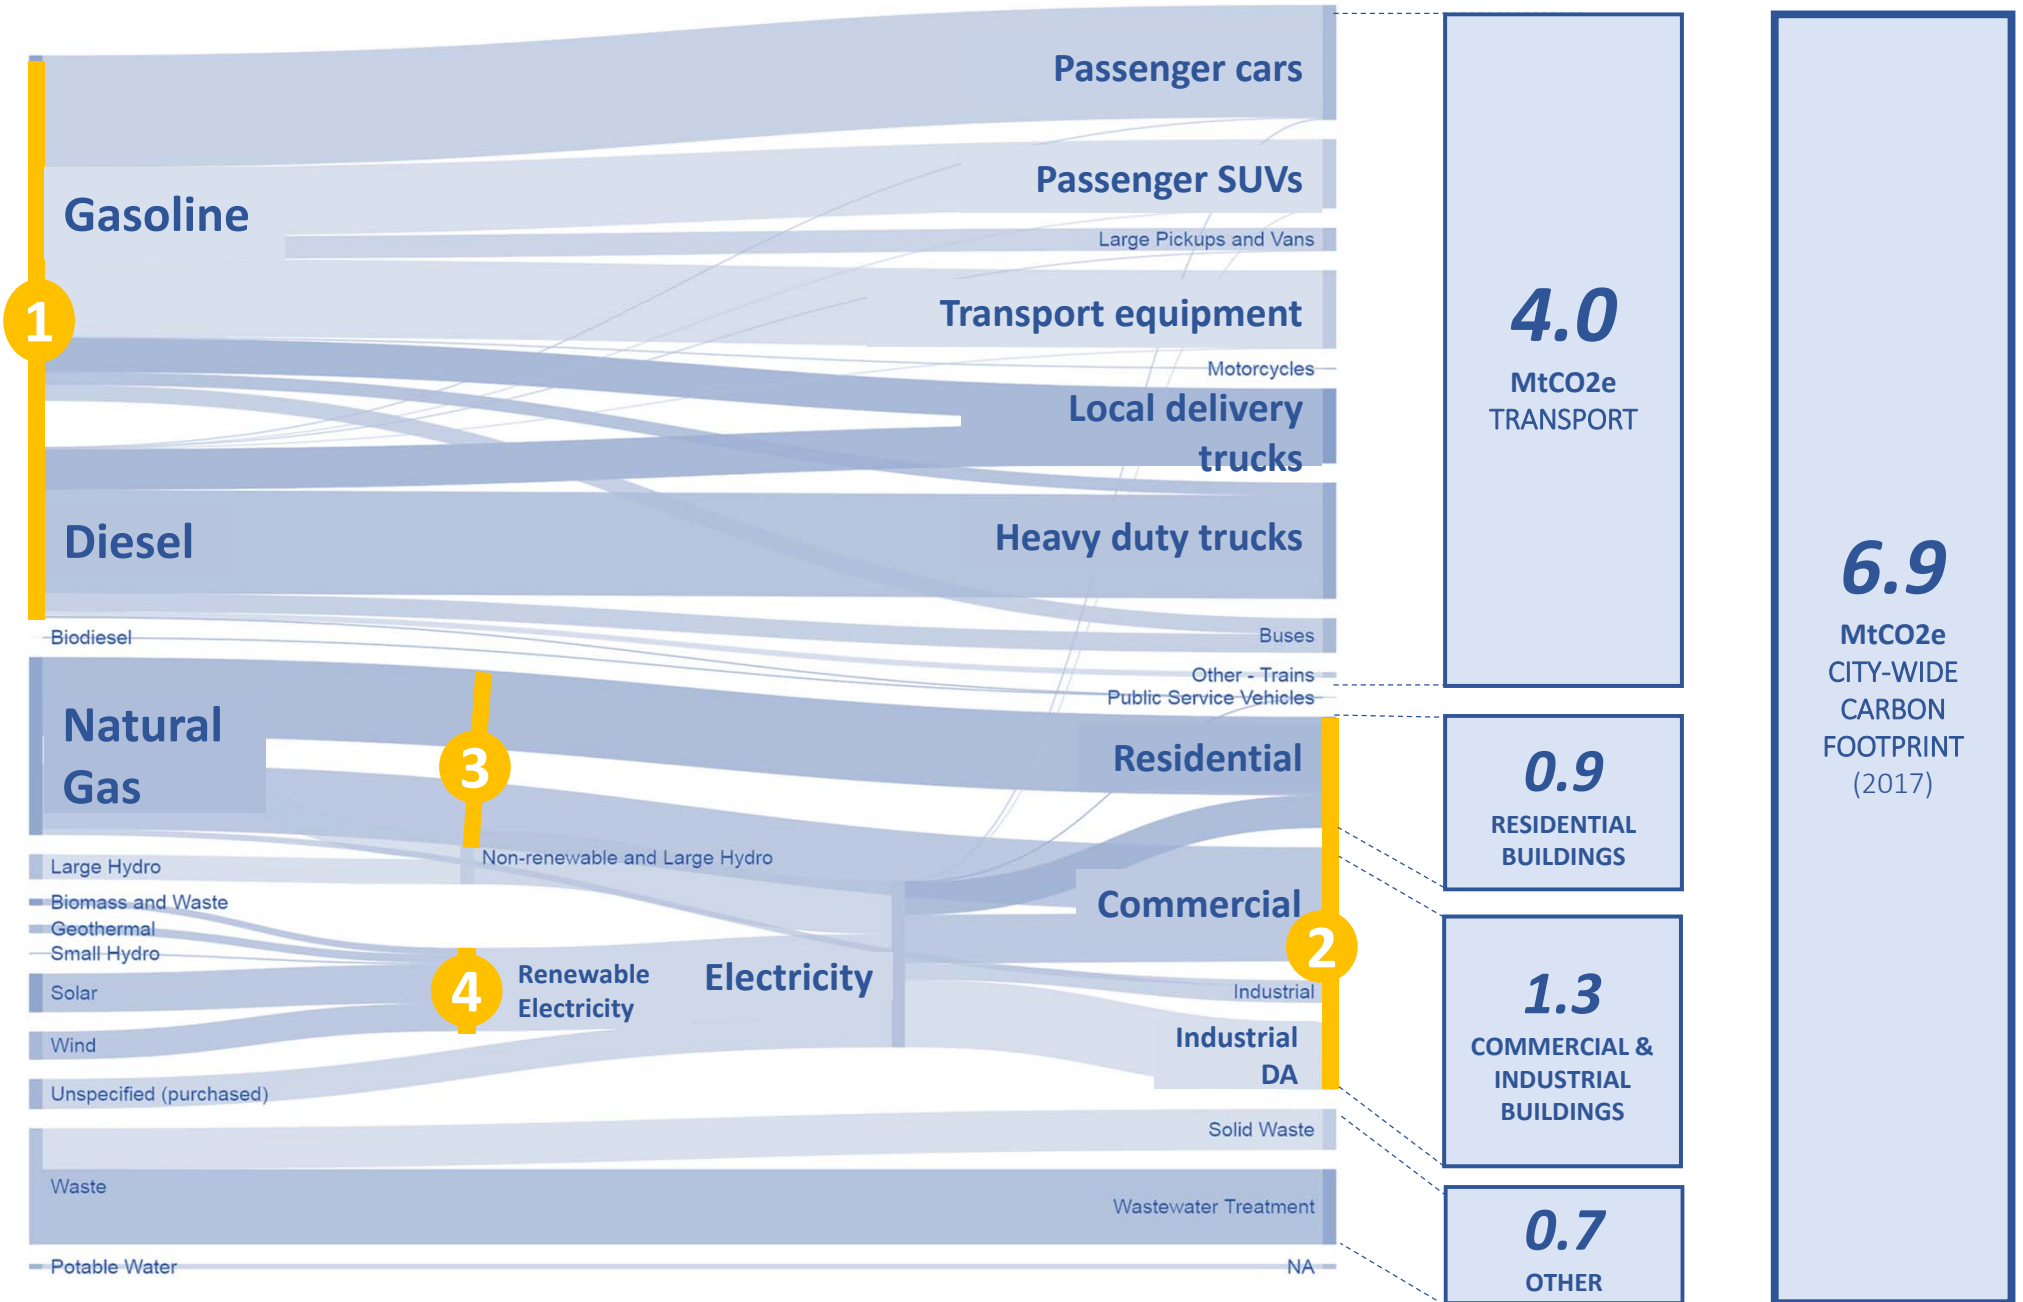 Passenger cars
Passenger SUVs
Gasoline
Large Pickups and Vans
1
Transport equipment
Motorcycles
Local delivery
trucks
Diesel
Heavy duty trucks
Biodiesel
Buses
Other - Trains
Public Service Vehicles
Natural
Gas
3
Residential
Non-renewable and Large Hydro
Large Hydro
Biomass and Waste
Geothermal
Small Hydro
Commercial
2
Solar
4
Renewable
Electricity
Electricity
Industrial
Wind
Industrial
DA
Unspecified (purchased)
Solid Waste
Waste
Wastewater Treatment
Potable Water
NA
4.0
MtCO2e
TRANSPORT
0.9
RESIDENTIAL
BUILDINGS
1.3
COMMERCIAL &
INDUSTRIAL
BUILDINGS
0.7
OTHER
6.9
MtCO2e
CITY-WIDE
CARBON
FOOTPRINT
(2017)